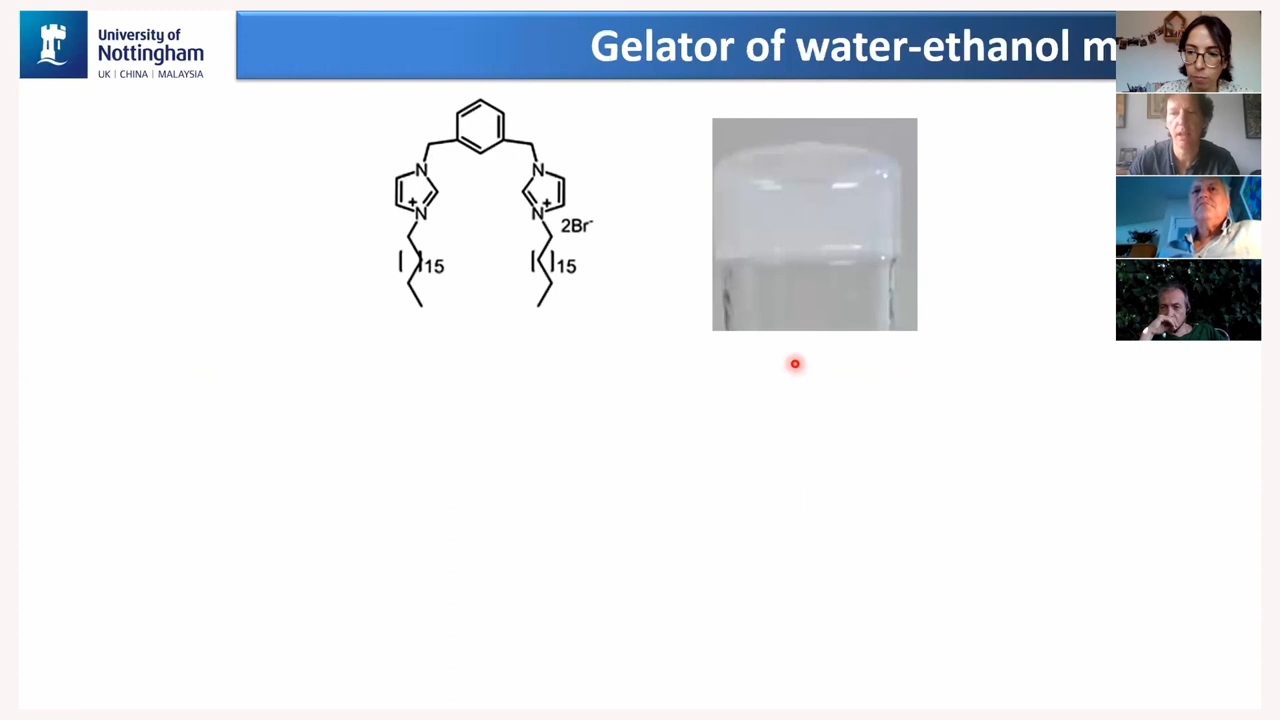 University of
Nottingham
UK | CHINA | MALAYSIA
Gelator of water-ethanol m
N
N
+
N
+
N
2Br-
15
15